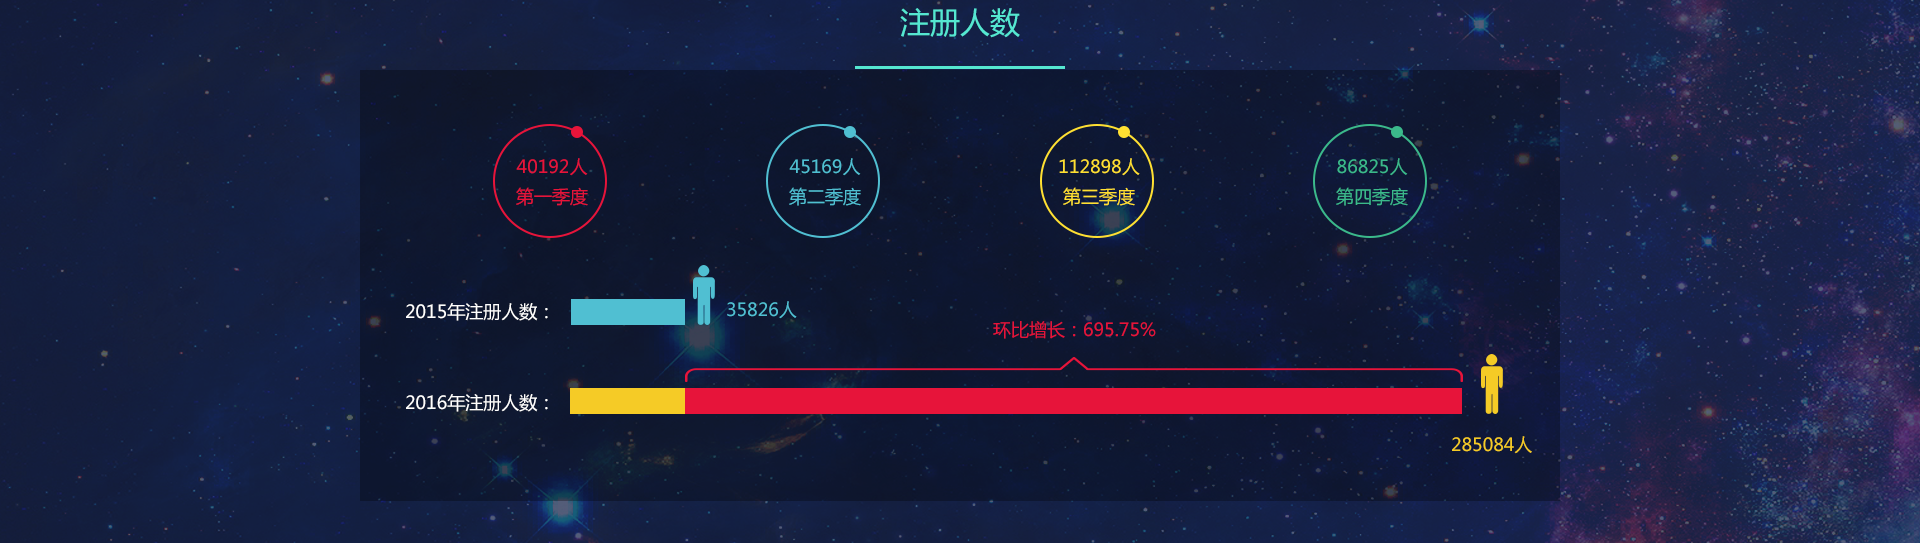 注册人数
40192人
第一季度
45169人
第二季度
112898人
第三季度
86825人
第四季度
2015年注册人数：
35826人
环比增长：695.75%
2016年注册人数：
285084人